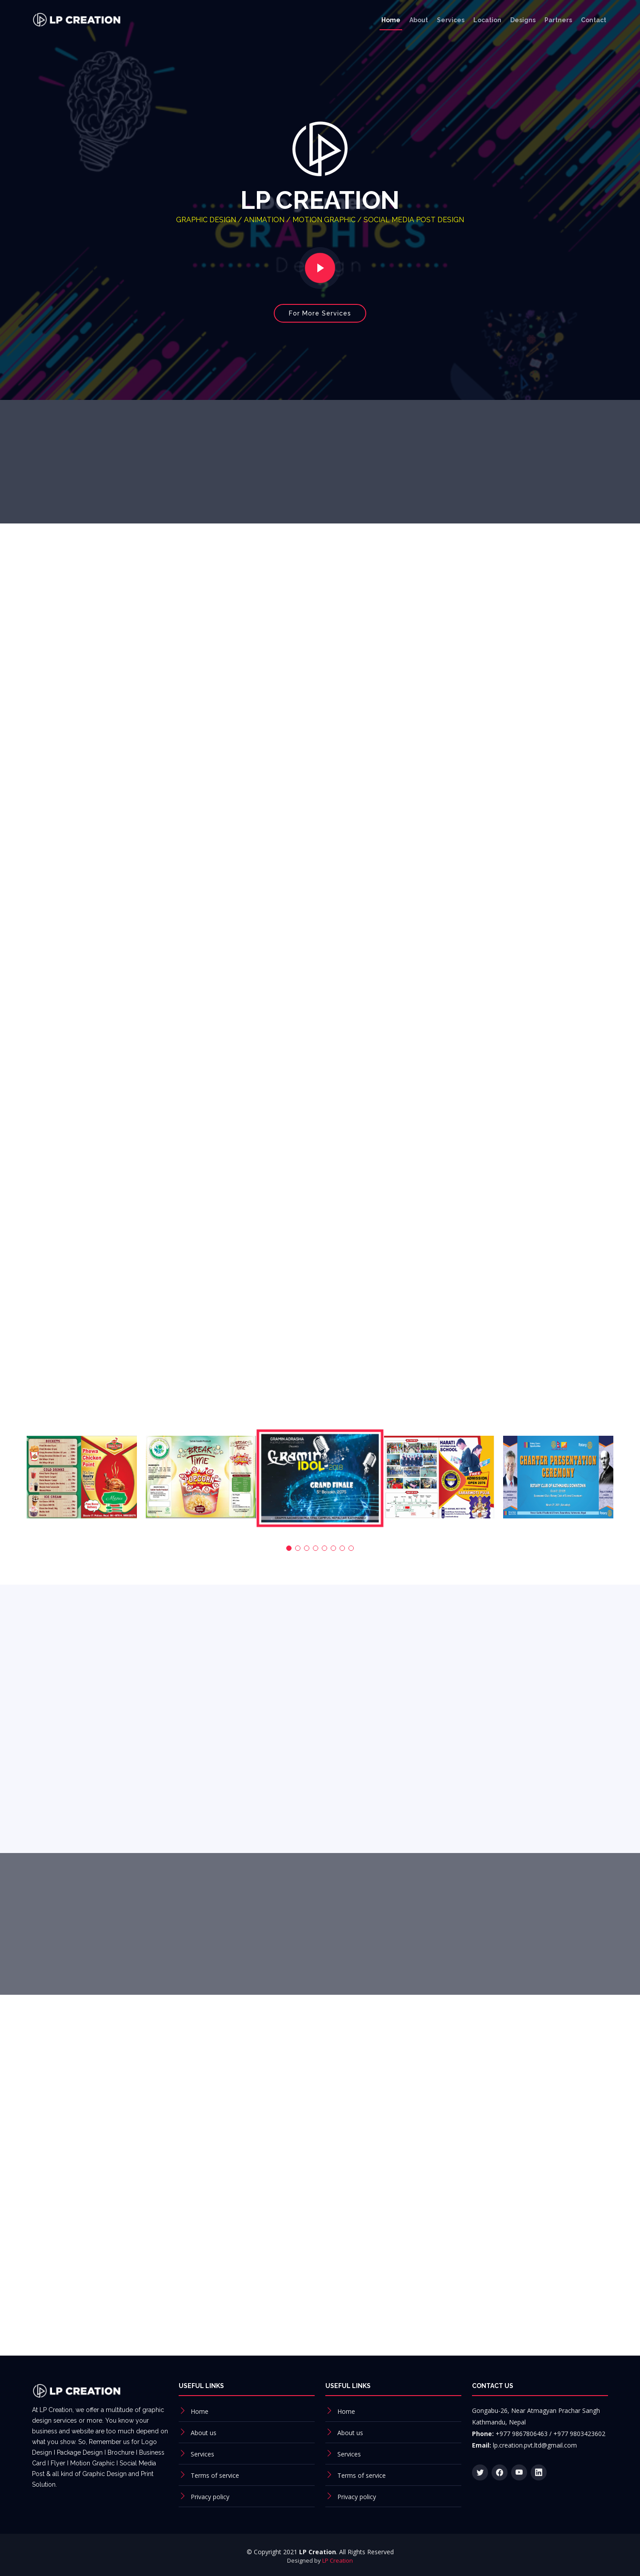 LP CREATION
Home About Services Location Designs Partners Contact
LP CREATION
GRAPHIC DESIGN / ANIMATION / MOTION GRAPHIC / SOCIAL MEDIA POST DESIGN
GRAPHICS
Design
For More Services
Phewa Chicken Point
BREAK TIME
GRAMIN IDOL
GRAND FINALE
HARATI
SCHOOL
CHARTER PRESENTATION
CEREMONY
LP CREATION
At LP Creation, we offer a multitude of graphic
design services or more. You know your
business and website are too much depend on
what you show. So, Remember us for Logo
Design I Package Design I Brochure I Business
Card I Flyer I Motion Graphic I Social Media
Post & all kind of Graphic Design and Print
Solution.
USEFUL LINKS
Home
About us
Services
Terms of service
Privacy policy
USEFUL LINKS
Home
About us
Services
Terms of service
Privacy policy
CONTACT US
Gongabu-26, Near Atmagyan Prachar Sangh
Kathmandu, Nepal
Phone: +977 9867806463 / +977 9803423602
Email: lp.creation.pvt.ltd@gmail.com
© Copyright 2021 LP Creation. All Rights Reserved
Designed by LP Creation